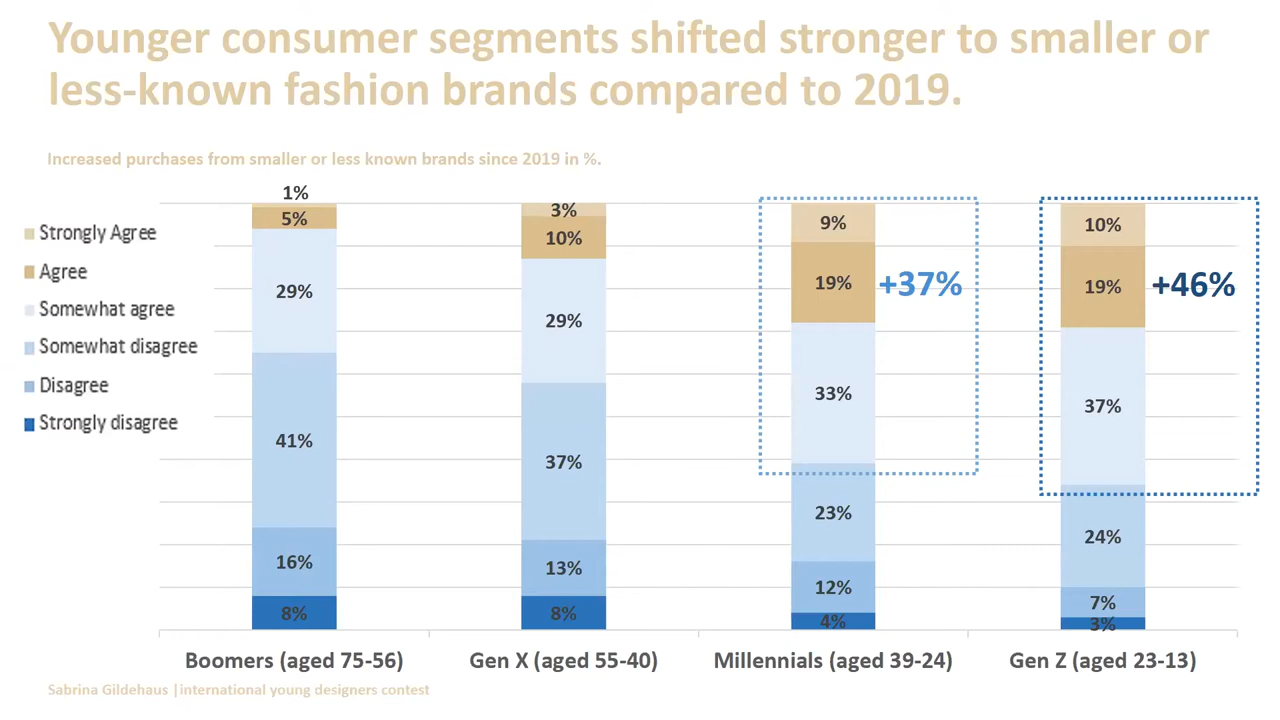 Younger consumer segments shifted stronger to smaller or
less-known fashion brands compared to 2019.
Increased purchases from smaller or less known brands since 2019 in %.
Strongly Agree
Agree
Somewhat agree
Somewhat disagree
Disagree
Strongly disagree
1%
5%
29%
41%
16%
8%
3%
10%
29%
37%
13%
8%
9%
19%
+37%
33%
23%
12%
4%
10%
19%
+46%
37%
24%
7%
3%
Boomers (aged 75-56)
Gen X (aged 55-40)
Millennials (aged 39-24)
Gen Z (aged 23-13)
Sabrina Gildehaus |international young designers contest